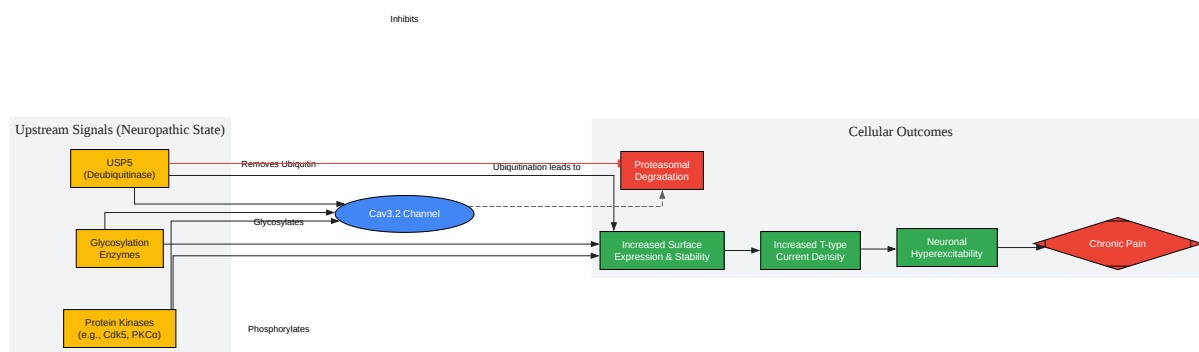 Inhibits
Upstream Signals (Neuropathic State)
Cellular Outcomes
USP5
(Deubiquitinase)
Removes Ubiquitin
Ubiquitination leads to
Proteasomal
Degradation
Cav3.2 Channel
Glycosylates
Glycosylation
Enzymes
Increased Surface
Expression & Stability
Increased T-type
Current Density
Neuronal
Hyperexcitability
Chronic Pain
Protein Kinases
(e.g., Cdk5, PKCα)
Phosphorylates